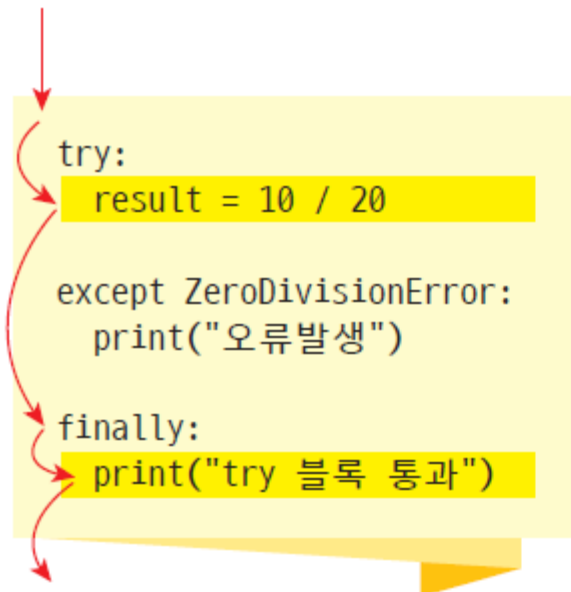 try:
result = 10 / 20
except ZeroDivisionError:
print("오류발생")
finally:
print("try 블록 통과")